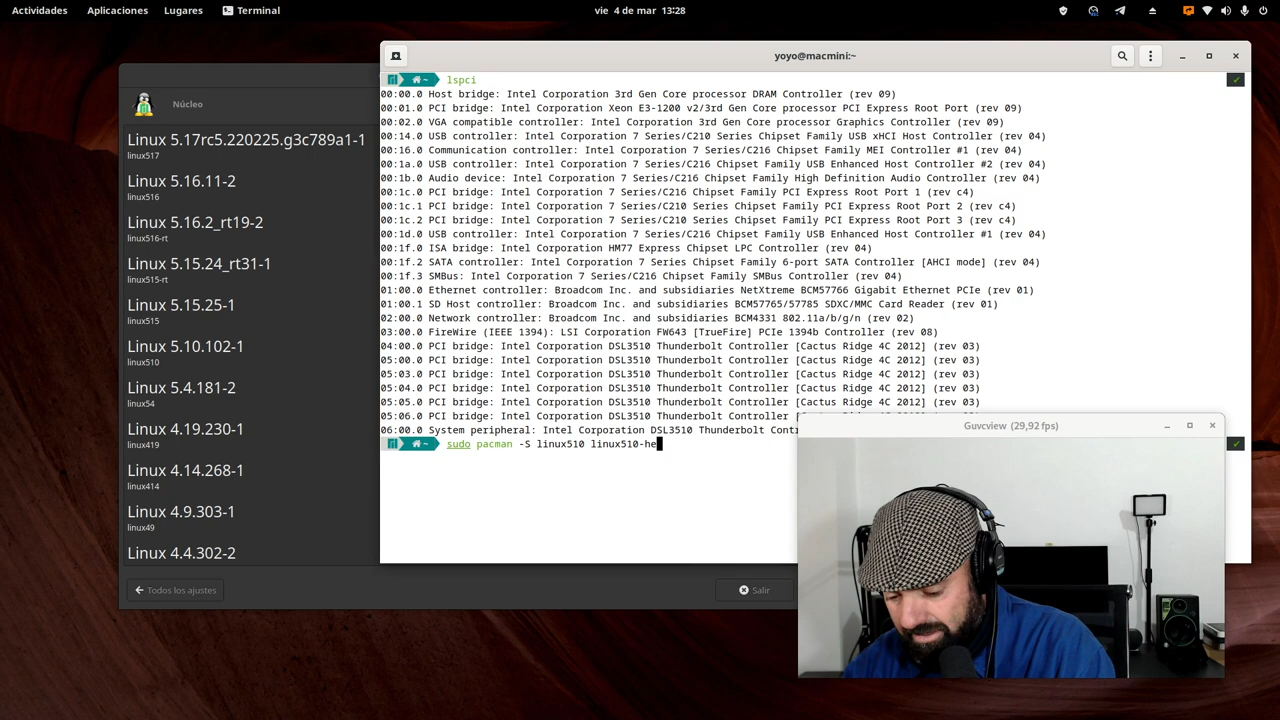 Actividades
Aplicaciones
Lugares
Terminal
vie 4 de mar 13:28
yoyo@macmini:~
Núcleo
Linux 5.17rc5.220225.g3c789a1-1
linux517
Linux 5.16.11-2
linux516
Linux 5.16.2_rt19-2
linux516-rt
Linux 5.15.24_rt31-1
linux515-rt
Linux 5.15.25-1
linux515
Linux 5.10.102-1
linux510
Linux 5.4.181-2
linux54
Linux 4.19.230-1
linux419
Linux 4.14.268-1
linux414
Linux 4.9.303-1
linux49
Linux 4.4.302-2
Todos los ajustes
Salir
~ lspci
00:00.0 Host bridge: Intel Corporation 3rd Gen Core processor DRAM Controller (rev 09)
00:01.0 PCI bridge: Intel Corporation Xeon E3-1200 v2/3rd Gen Core processor PCI Express Root Port (rev 09)
00:02.0 VGA compatible controller: Intel Corporation 3rd Gen Core processor Graphics Controller (rev 09)
00:14.0 USB controller: Intel Corporation 7 Series/C210 Series Chipset Family USB xHCI Host Controller (rev 04)
00:16.0 Communication controller: Intel Corporation 7 Series/C216 Chipset Family MEI Controller #1 (rev 04)
00:1a.0 USB controller: Intel Corporation 7 Series/C216 Chipset Family USB Enhanced Host Controller #2 (rev 04)
00:1b.0 Audio device: Intel Corporation 7 Series/C216 Chipset Family High Definition Audio Controller (rev 04)
00:1c.0 PCI bridge: Intel Corporation 7 Series/C216 Chipset Family PCI Express Root Port 1 (rev c4)
00:1c.1 PCI bridge: Intel Corporation 7 Series/C210 Series Chipset Family PCI Express Root Port 2 (rev c4)
00:1c.2 PCI bridge: Intel Corporation 7 Series/C210 Series Chipset Family PCI Express Root Port 3 (rev c4)
00:1d.0 USB controller: Intel Corporation 7 Series/C216 Chipset Family USB Enhanced Host Controller #1 (rev 04)
00:1f.0 ISA bridge: Intel Corporation HM77 Express Chipset LPC Controller (rev 04)
00:1f.2 SATA controller: Intel Corporation 7 Series Chipset Family 6-port SATA Controller [AHCI mode] (rev 04)
00:1f.3 SMBus: Intel Corporation 7 Series/C216 Chipset Family SMBus Controller (rev 04)
01:00.0 Ethernet controller: Broadcom Inc. and subsidiaries NetXtreme BCM57766 Gigabit Ethernet PCIe (rev 01)
01:00.1 SD Host controller: Broadcom Inc. and subsidiaries BCM57765/57785 SDXC/MMC Card Reader (rev 01)
02:00.0 Network controller: Broadcom Inc. and subsidiaries BCM4331 802.11a/b/g/n (rev 02)
03:00.0 FireWire (IEEE 1394): LSI Corporation FW643 [TrueFire] PCIe 1394b Controller (rev 08)
04:00.0 PCI bridge: Intel Corporation DSL3510 Thunderbolt Controller [Cactus Ridge 4C 2012] (rev 03)
05:00.0 PCI bridge: Intel Corporation DSL3510 Thunderbolt Controller [Cactus Ridge 4C 2012] (rev 03)
05:03.0 PCI bridge: Intel Corporation DSL3510 Thunderbolt Controller [Cactus Ridge 4C 2012] (rev 03)
05:04.0 PCI bridge: Intel Corporation DSL3510 Thunderbolt Controller [Cactus Ridge 4C 2012] (rev 03)
05:05.0 PCI bridge: Intel Corporation DSL3510 Thunderbolt Controller [Cactus Ridge 4C 2012] (rev 03)
05:06.0 PCI bridge: Intel Corporation DSL3510 Thunderbolt Controller
06:00.0 System peripheral: Intel Corporation DSL3510 Thunderbolt Contr
~ sudo pacman -S linux510 linux510-he
Guvcview (29,92 fps)